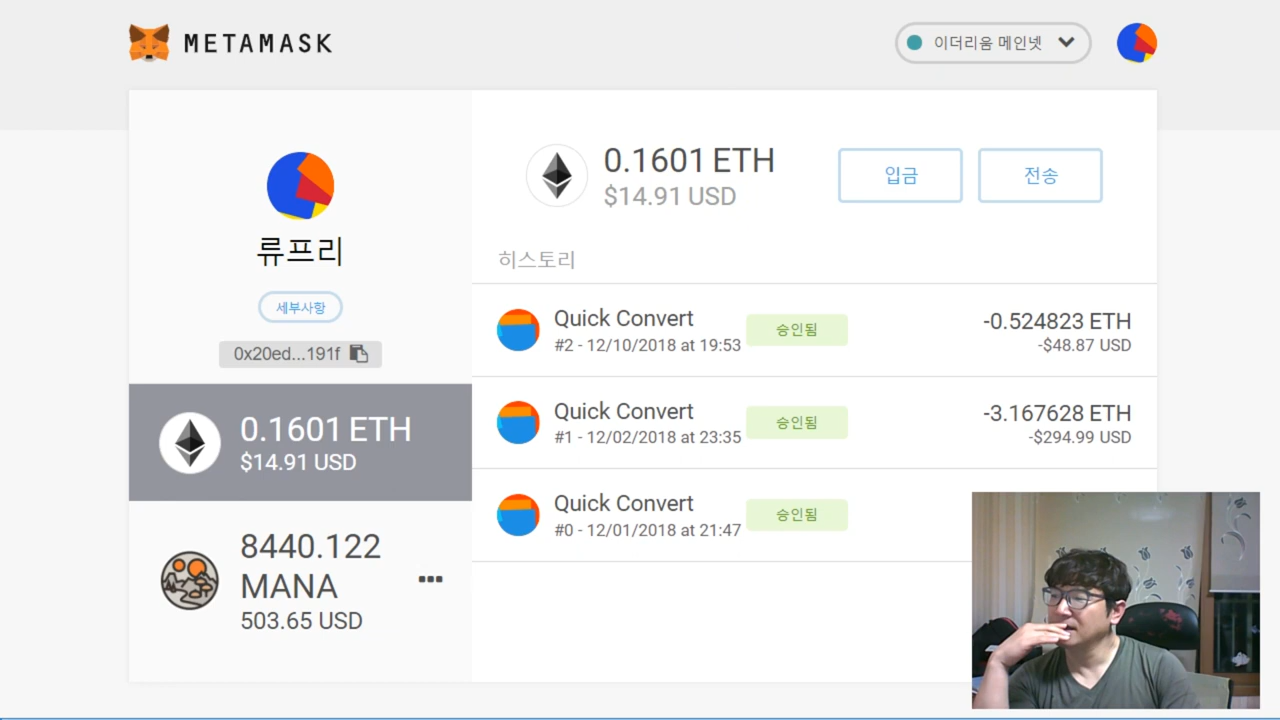 METAMASK
이더리움 메인넷
류프리
세부사항
0x20ed...191f
0.1601 ETH
$14.91 USD
8440.122
MANA
503.65 USD
0.1601 ETH
$14.91 USD
입금
전송
히스토리
Quick Convert
#2 - 12/10/2018 at 19:53
승인됨
-0.524823 ETH
-$48.87 USD
Quick Convert
#1 - 12/02/2018 at 23:35
승인됨
-3.167628 ETH
-$294.99 USD
Quick Convert
#0 - 12/01/2018 at 21:47
승인됨